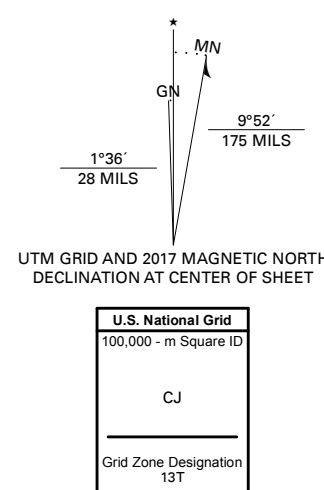 ★
MN
GN
9°52´
175 MILS
1°36´
28 MILS
UTM GRID AND 2017 MAGNETIC NORTH
DECLINATION AT CENTER OF SHEET
U.S. National Grid
100,000 - m Square ID
CJ
Grid Zone Designation
13T